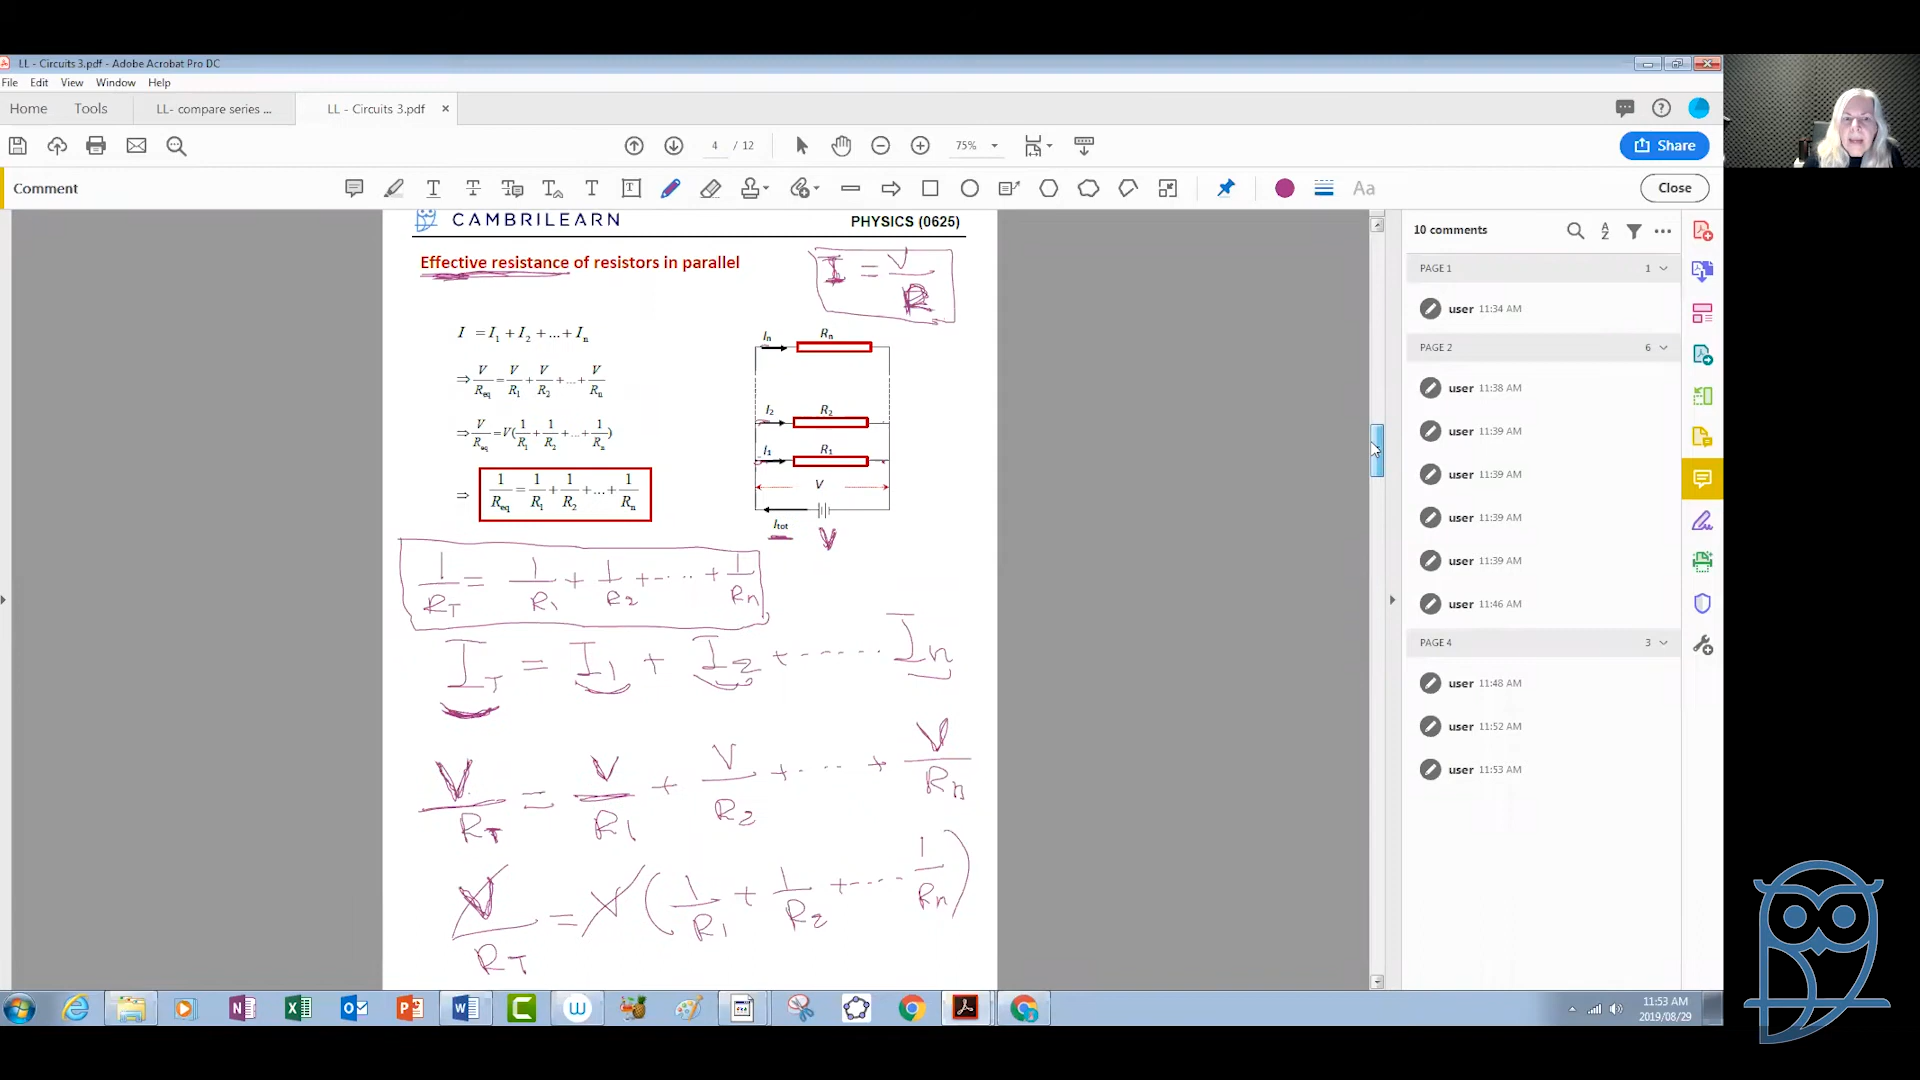 LL - Circuits 3.pdf - Adobe Acrobat Pro DC
File Edit View Window Help
Home Tools LL- compare series ... LL - Circuits 3.pdf ×
4 / 12 75%
Share
Comment
Aa
Close
CAMBRILEARN PHYSICS (0625)
Effective resistance of resistors in parallel
I = V/R
I = I₁ + I₂ + ... + Iₙ
⇒ V/R_eq = V/R₁ + V/R₂ + ... + V/Rₙ
⇒ V/R_eq = V(1/R₁ + 1/R₂ + ... + 1/Rₙ)
⇒ 1/R_eq = 1/R₁ + 1/R₂ + ... + 1/Rₙ
Iₙ Rₙ
I₂ R₂
I₁ R₁
V
I_tot V
1/R_T = 1/R₁ + 1/R₂ + ..... + 1/Rₙ
I_T = I₁ + I₂ + ...... Iₙ
V/R_T = V/R₁ + V/R₂ + ..... + V/Rₙ
V/R_T = V (1/R₁ + 1/R₂ + ..... 1/Rₙ)
10 comments
PAGE 1 1
user 11:34 AM
PAGE 2 6
user 11:38 AM
user 11:39 AM
user 11:39 AM
user 11:39 AM
user 11:39 AM
user 11:46 AM
PAGE 4 3
user 11:48 AM
user 11:52 AM
user 11:53 AM
11:53 AM
2019/08/29